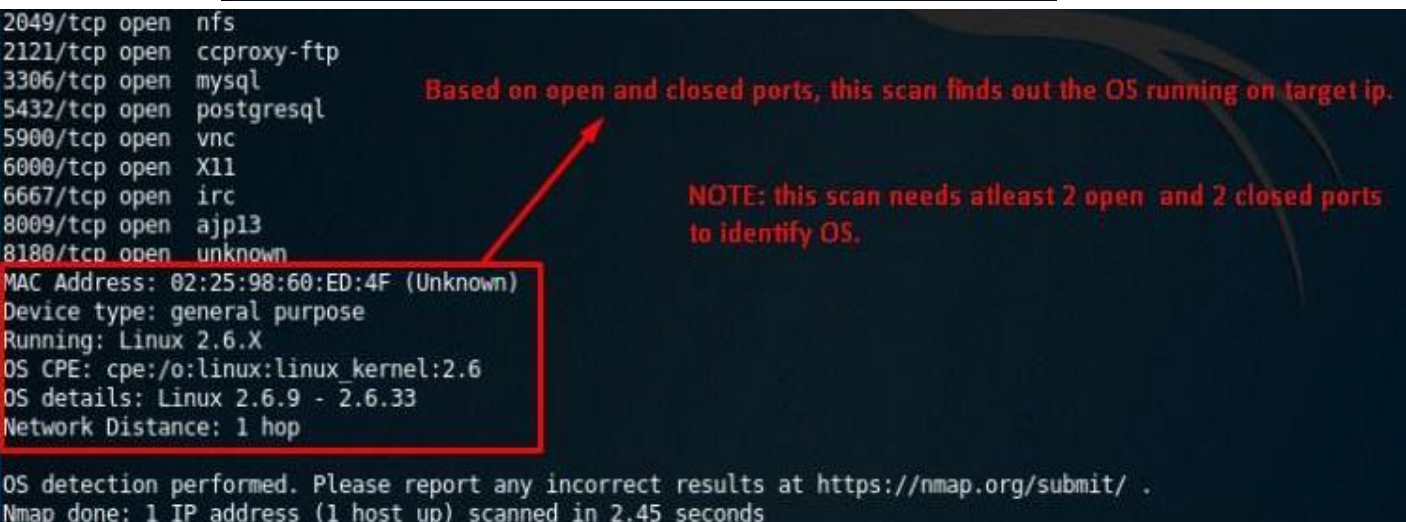 2049/tcp open  nfs
2121/tcp open  ccproxy-ftp
3306/tcp open  mysql
5432/tcp open  postgresql
5900/tcp open  vnc
6000/tcp open  X11
6667/tcp open  irc
8009/tcp open  ajp13
8180/tcp open  unknown
Based on open and closed ports, this scan finds out the OS running on target ip.
NOTE: this scan needs atleast 2 open  and 2 closed ports
to identify OS.
MAC Address: 02:25:98:60:ED:4F (Unknown)
Device type: general purpose
Running: Linux 2.6.X
OS CPE: cpe:/o:linux:linux_kernel:2.6
OS details: Linux 2.6.9 - 2.6.33
Network Distance: 1 hop
OS detection performed. Please report any incorrect results at https://nmap.org/submit/ .
Nmap done: 1 IP address (1 host up) scanned in 2.45 seconds